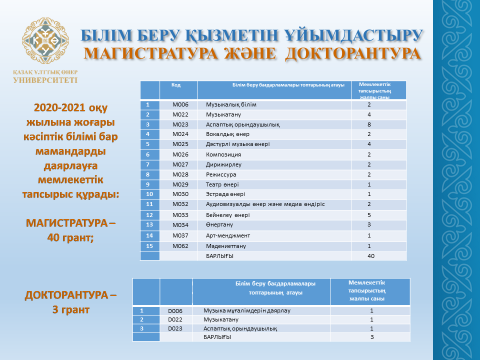 БІЛІМ БЕРУ ҚЫЗМЕТІН ҰЙЫМДАСТЫРУ
МАГИСТРАТУРА ЖӘНЕ ДОКТОРАНТУРА
ҚАЗАҚ ҰЛТТЫҚ ӨНЕР
УНИВЕРСИТЕТІ
2020-2021 оқу
жылына жоғары
кәсіптік білімі бар
мамандарды
даярлауға
мемлекеттік
тапсырыс құрады:
МАГИСТРАТУРА –
40 грант;
ДОКТОРАНТУРА –
3 грант
Код Білім беру бағдарламалары топтарының атауы Мемлекеттік тапсырыстың жалпы саны
1 М006 Музыкалық білім 2
2 М022 Музыкатану 4
3 М023 Аспаптық орындаушылық 8
4 М024 Вокалдық өнер 2
5 М025 Дәстүрлі музыка өнері 4
6 М026 Композиция 2
7 М027 Дирижерлеу 2
8 М028 Режиссура 2
9 М029 Театр өнері 1
10 М030 Эстрада өнері 1
11 М032 Аудиовизуалды өнер және медиа өндіріс 2
12 М033 Бейнелеу өнері 5
13 М034 Өнертану 3
14 М037 Арт-менджмент 1
15 М062 Мәдениеттану 1
БАРЛЫҒЫ 40
Білім беру бағдарламалары топтарының атауы Мемлекеттік тапсырыстың жалпы саны
1 D006 Музыка мұғалімдерін даярлау 1
2 D022 Музыкатану 1
3 D023 Аспаптық орындаушылық 1
БАРЛЫҒЫ 3